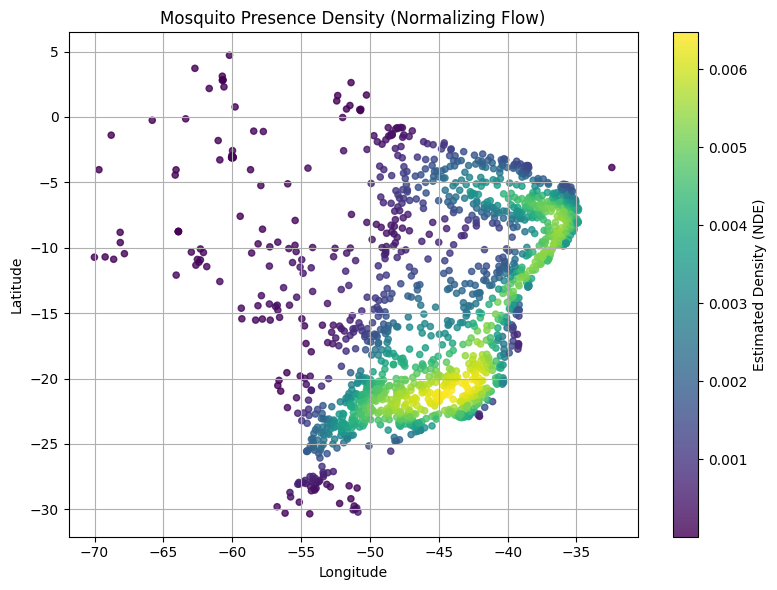 Mosquito Presence Density (Normalizing Flow)
5
0
−5
−10
−15
−20
−25
−30
Latitude
−70 −65 −60 −55 −50 −45 −40 −35
Longitude
0.006
0.005
0.004
0.003
0.002
0.001
Estimated Density (NDE)